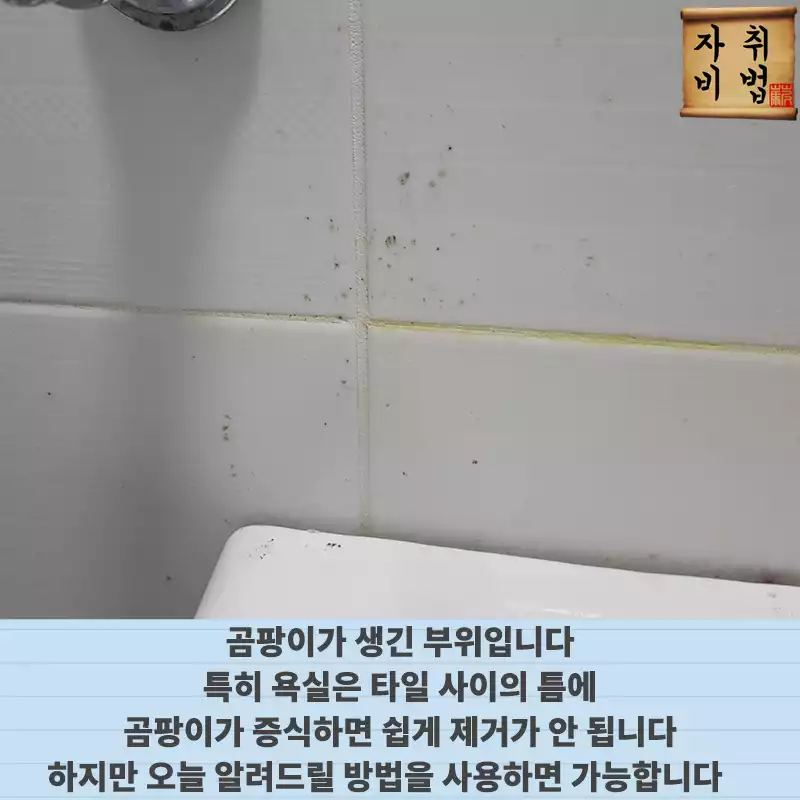 자취
비법
곰팡이가 생긴 부위입니다
특히 욕실은 타일 사이의 틈에
곰팡이가 증식하면 쉽게 제거가 안 됩니다
하지만 오늘 알려드릴 방법을 사용하면 가능합니다